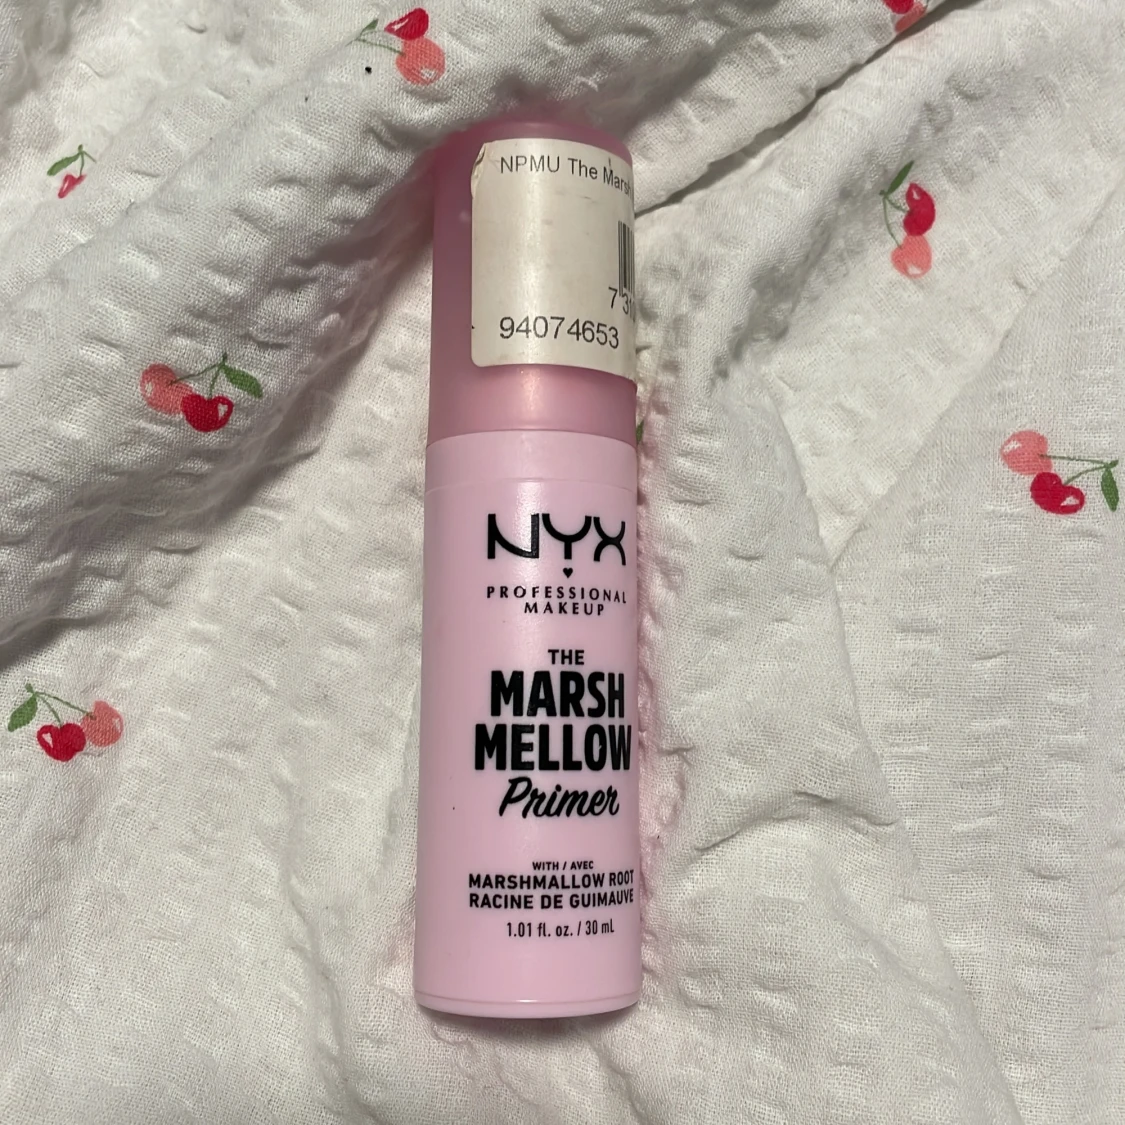 NPMU The
7
94074653
NYX
PROFESSIONAL
MAKEUP
THE
MARSH
MELLOW
Primer
WITH / AVEC
MARSHMALLOW ROOT
RACINE DE GUIMAUVE
1.01 fl. oz. / 30 mL